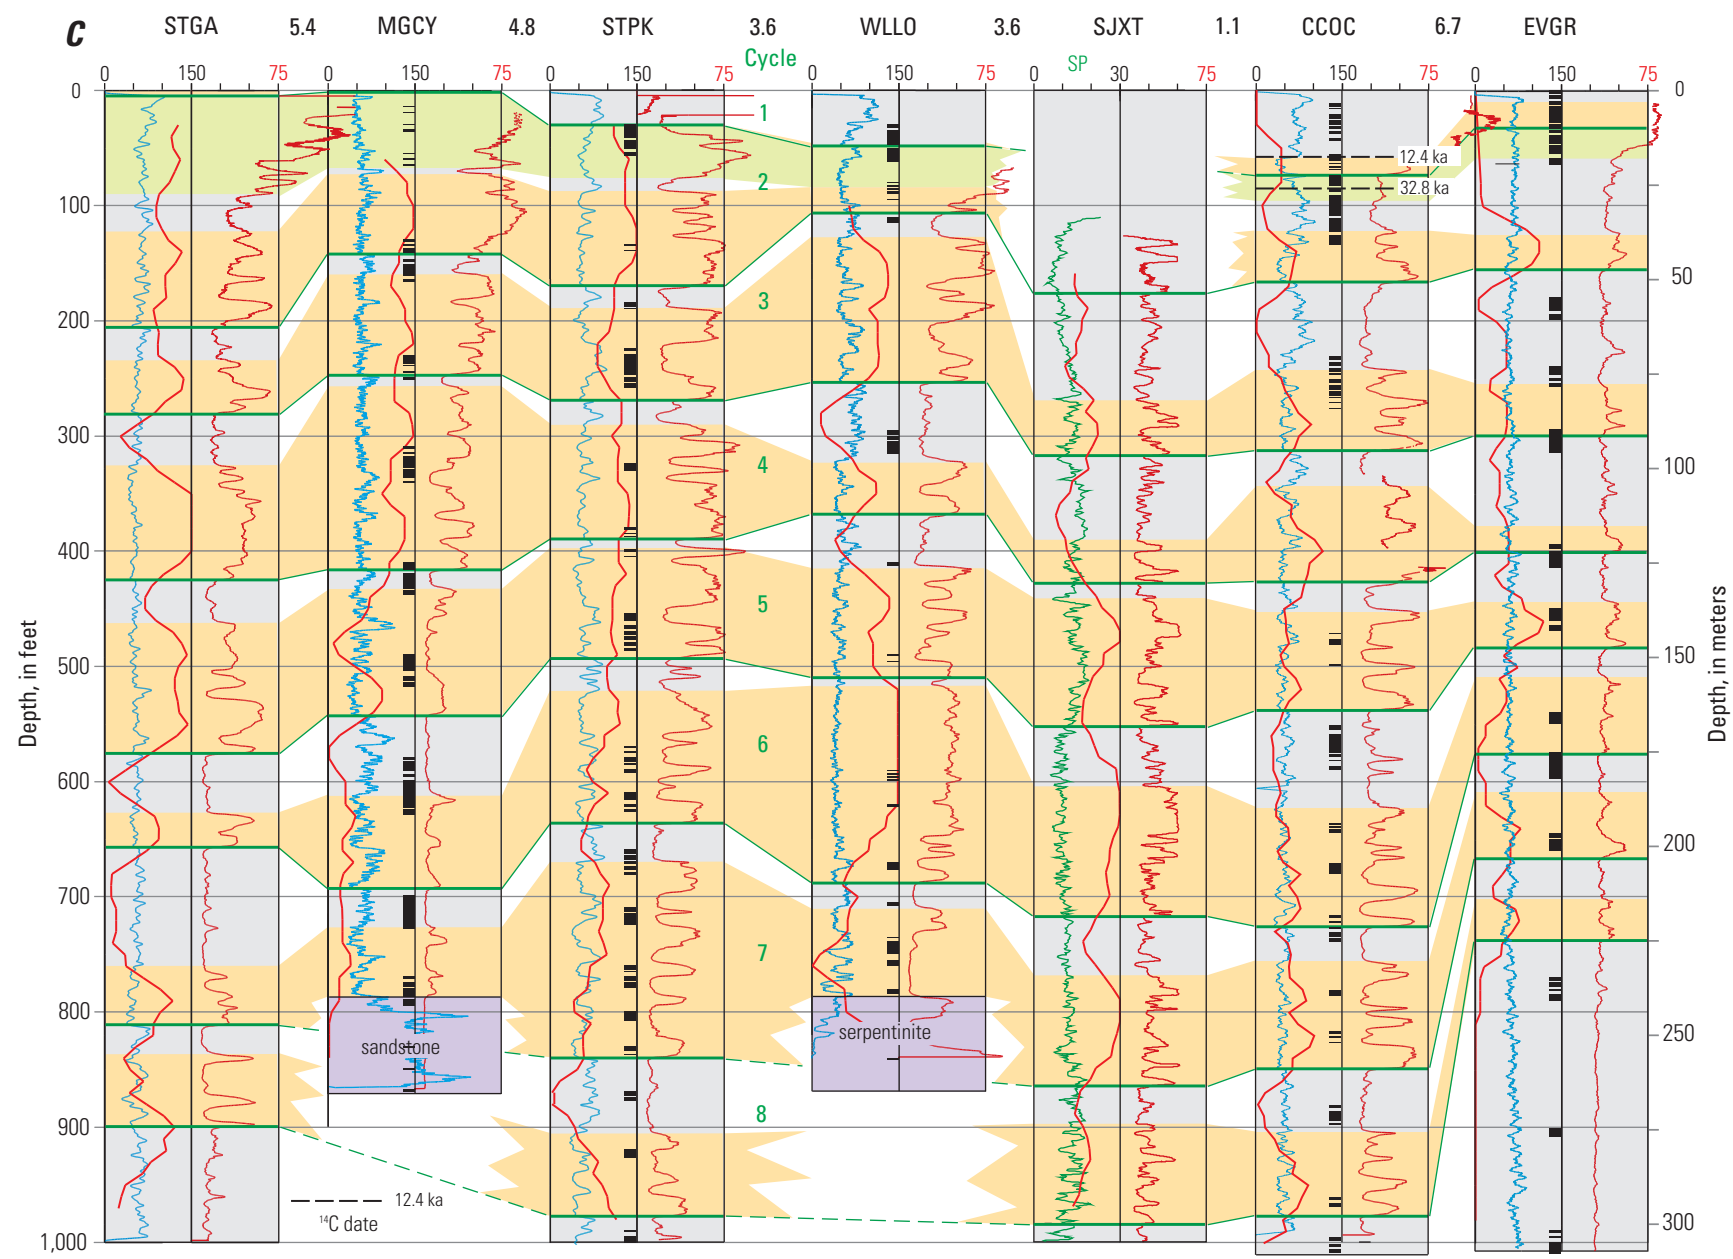 C STGA 5.4 MGCY 4.8 STPK 3.6 WLLO 3.6 SJXT 1.1 CCOC 6.7 EVGR
Cycle
SP
0 150 75 0 150 75 0 150 75 0 150 75 0 30 75 0 150 75 0 150 75
0
100
200
300
400
500
600
700
800
900
1,000
Depth, in feet
1
2
3
4
5
6
7
8
12.4 ka
32.8 ka
sandstone
serpentinite
12.4 ka
14C date
0
50
100
150
200
250
300
Depth, in meters